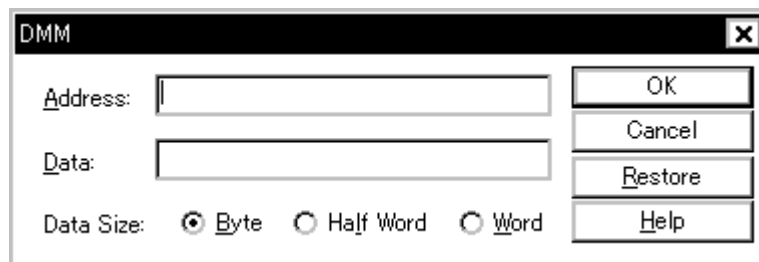 DMM
Address:
OK
Cancel
Data:
Restore
Data Size: Byte Half Word Word
Help